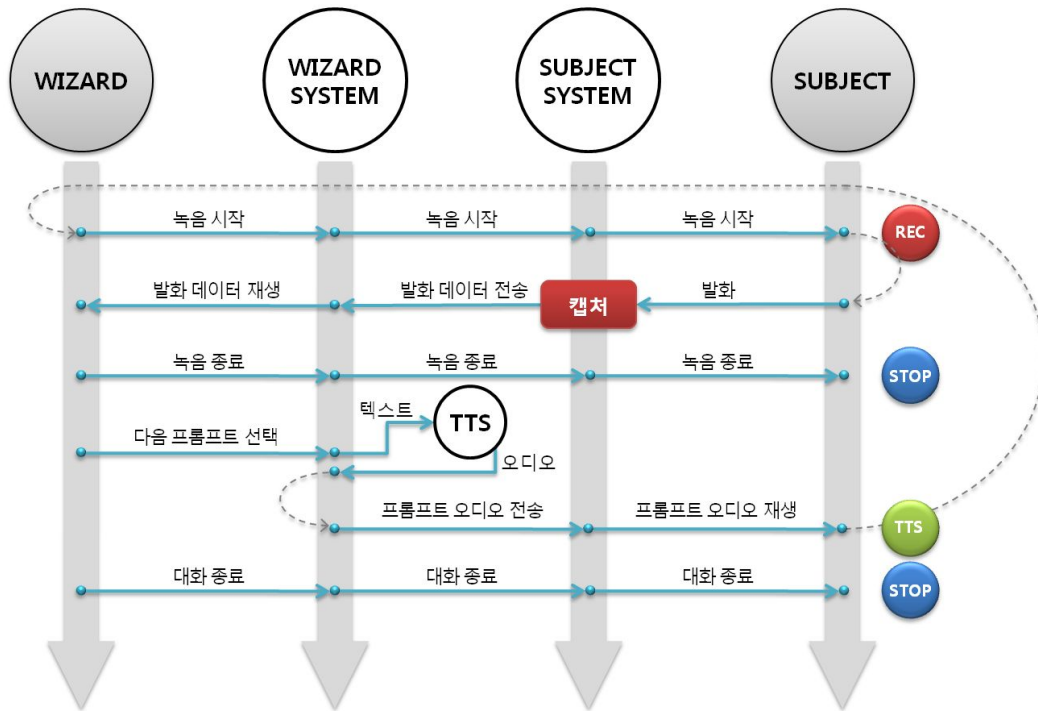 WIZARD
WIZARD
SYSTEM
SUBJECT
SYSTEM
SUBJECT
녹음 시작
녹음 시작
녹음 시작
REC
발화 데이터 재생
발화 데이터 전송
캡처
발화
녹음 종료
녹음 종료
녹음 종료
STOP
텍스트
TTS
다음 프롬프트 선택
오디오
프롬프트 오디오 전송
프롬프트 오디오 재생
TTS
대화 종료
대화 종료
대화 종료
STOP